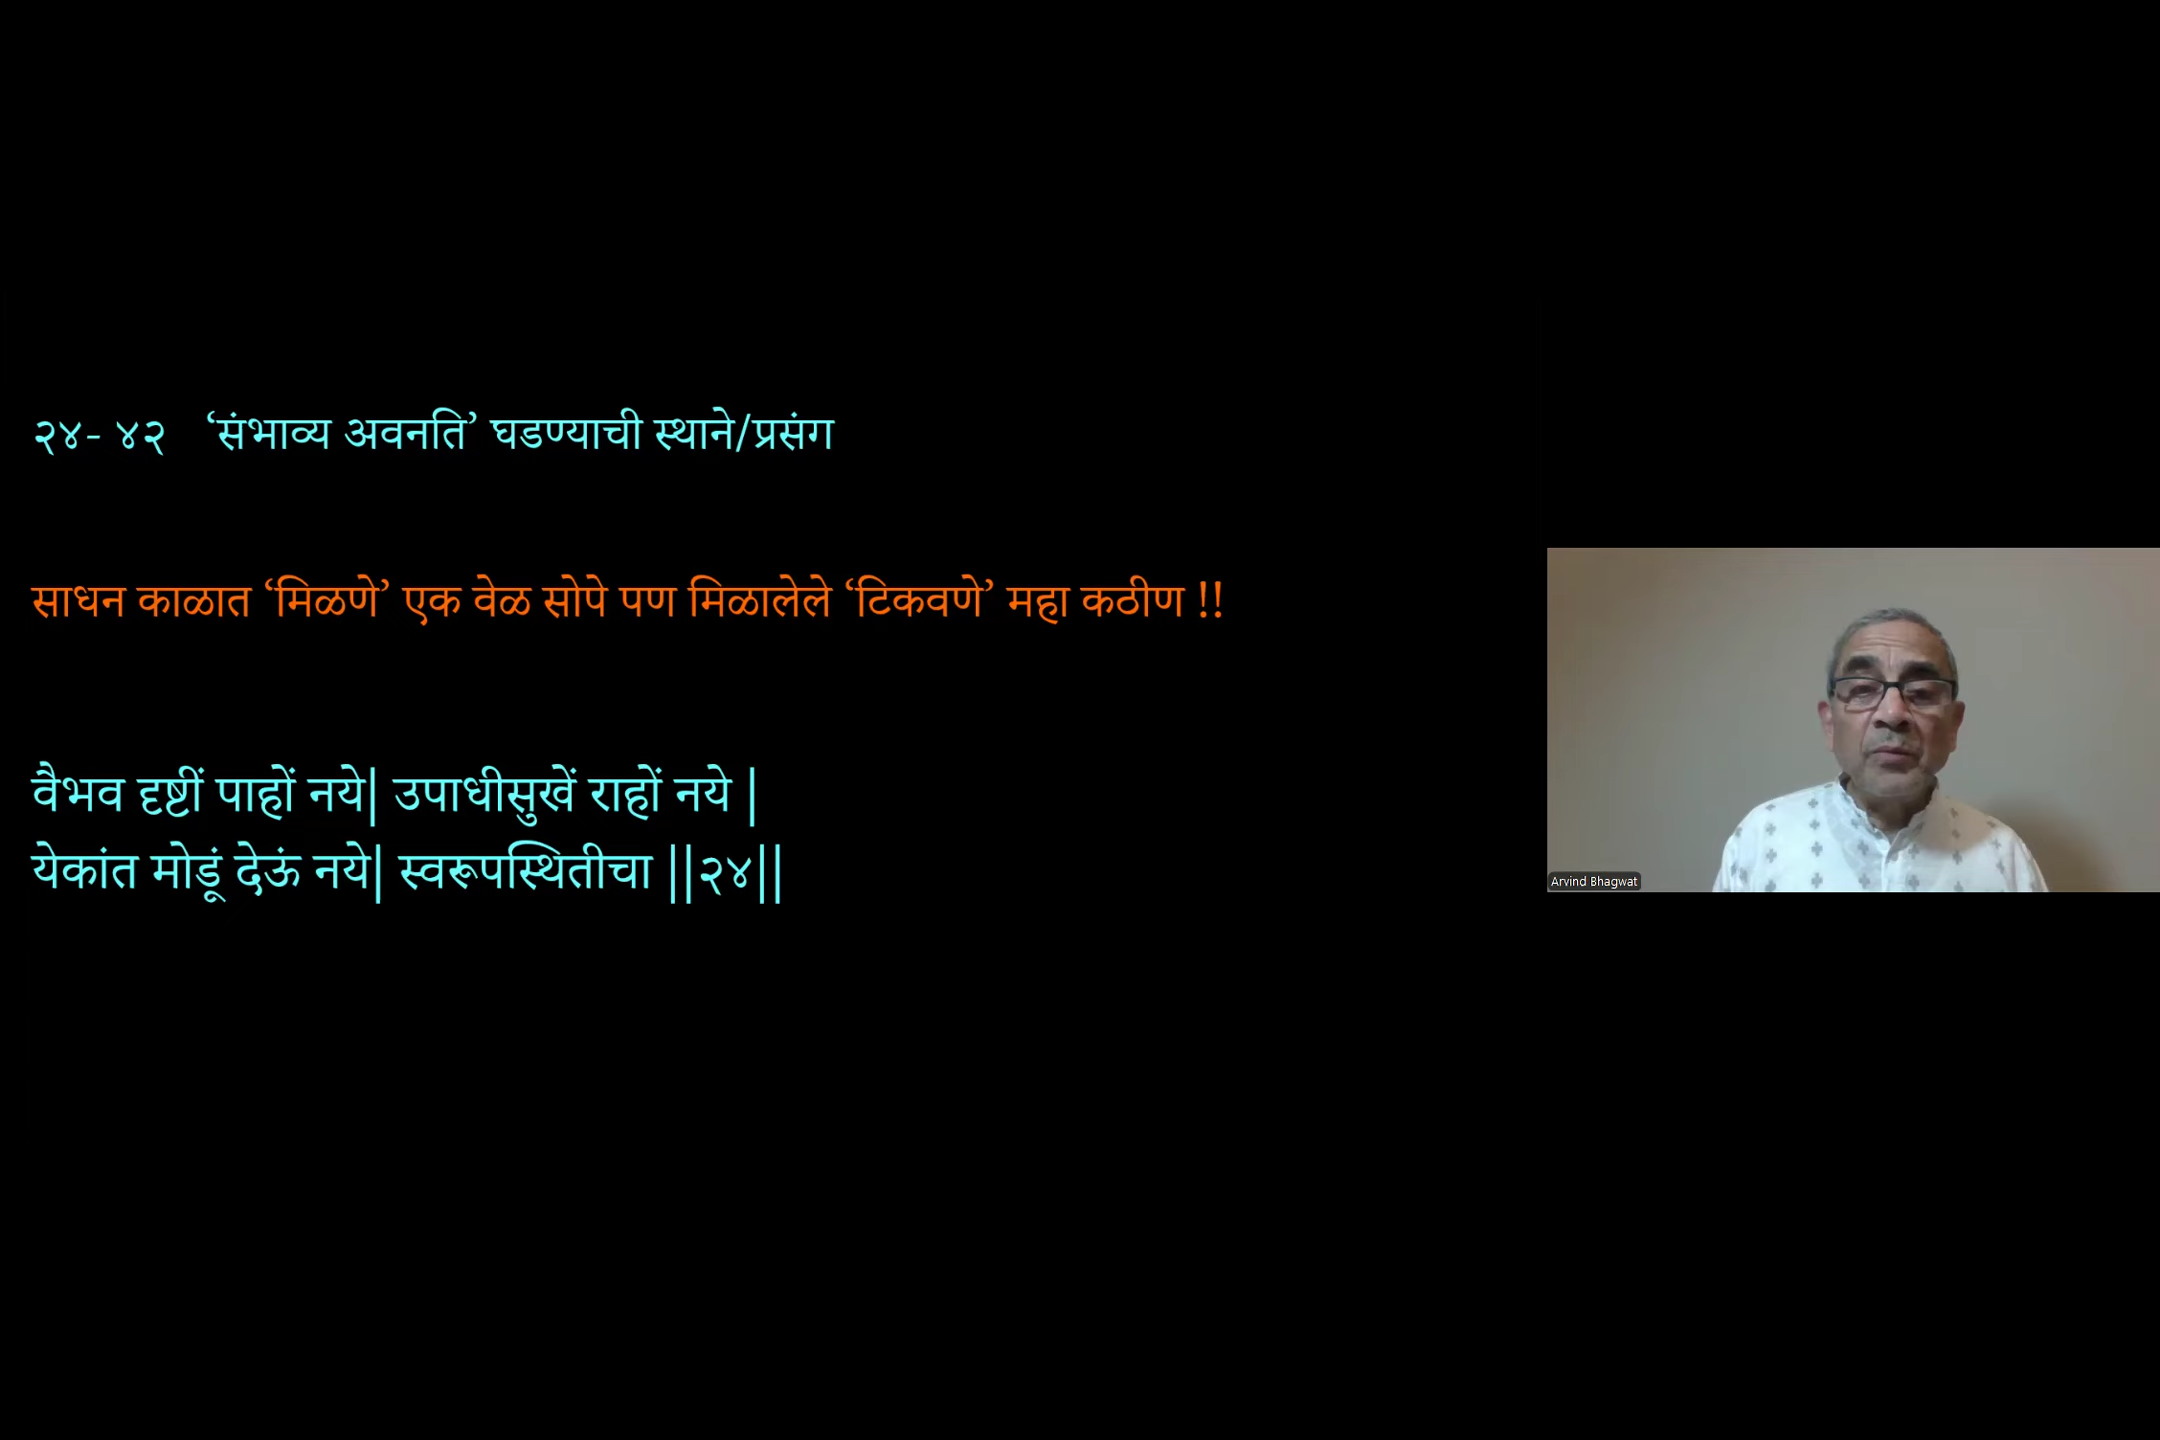 २४- ४२ ‘संभाव्य अवनति’ घडण्याची स्थाने/प्रसंग
साधन काळात ‘मिळणे’ एक वेळ सोपे पण मिळालेले ‘टिकवणे’ महा कठीण !!
वैभव दृष्टीं पाहों नये| उपाधीसुखें राहों नये |
येकांत मोडूं देऊं नये| स्वरूपस्थितीचा ||२४||
Arvind Bhagwat